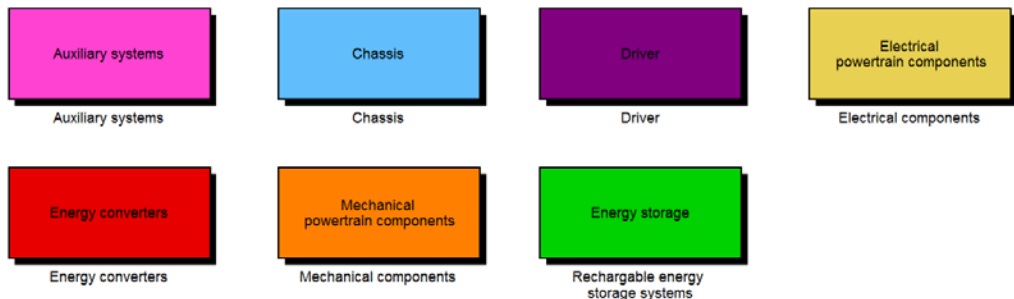 Auxiliary systems
Chassis
Driver
Electrical
powertrain components
Auxiliary systems
Chassis
Driver
Electrical components
Energy converters
Mechanical
powertrain components
Energy storage
Energy converters
Mechanical components
Rechargable energy
storage systems